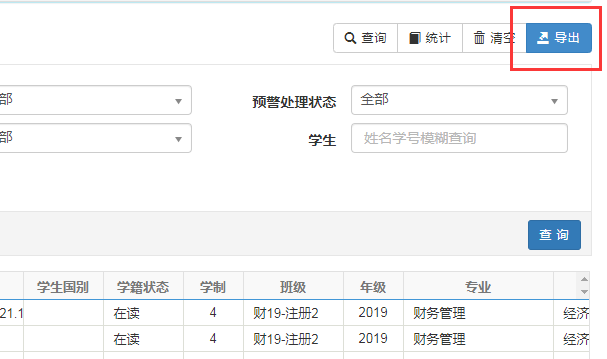 查询 统计 清空 导出
部 预警处理状态 全部
部 学生 姓名学号模糊查询
查 询
学生国别 学籍状态 学制 班级 年级 专业
21.1 在读 4 财19-注册2 2019 财务管理 经济
在读 4 财19-注册2 2019 财务管理 经济